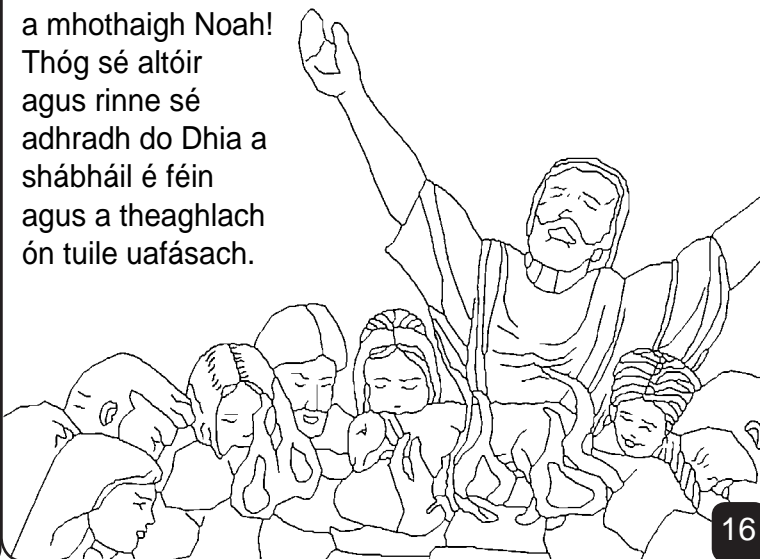 a mhothaigh Noah!
Thóg sé altóir
agus rinne sé
adhradh do Dhia a
shábháil é féin
agus a theaghlach
ón tuile uafásach.
16